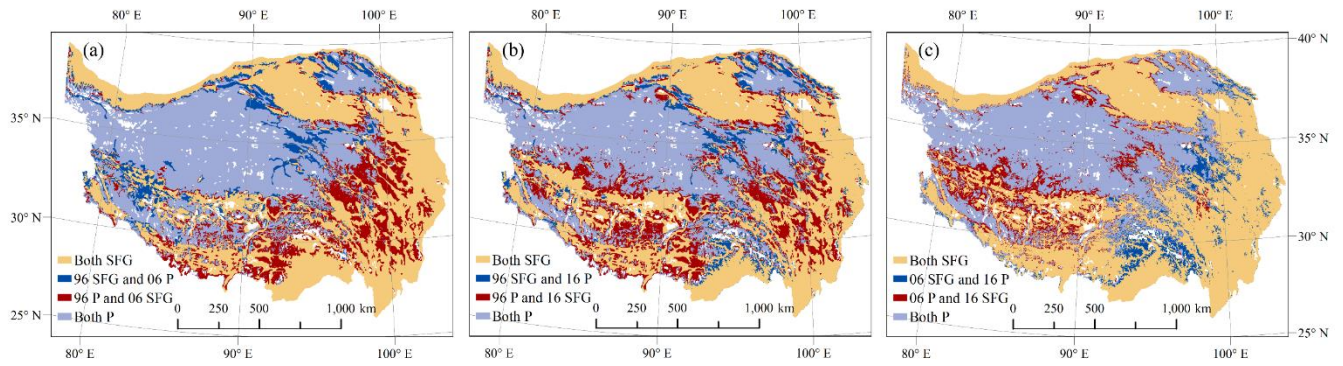 80° E 90° E 100° E 80° E 90° E 100° E 80° E 90° E 100° E
(a) (b) (c)
40° N
35° N 35° N
30° N 30° N
25° N 25° N
Both SFG
96 SFG and 06 P
96 P and 06 SFG
Both P
0 250 500 1,000 km
Both SFG
96 SFG and 16 P
96 P and 16 SFG
Both P
0 250 500 1,000 km
Both SFG
06 SFG and 16 P
06 P and 16 SFG
Both P
0 250 500 1,000 km
80° E 90° E 100° E 80° E 90° E 100° E 80° E 90° E 100° E